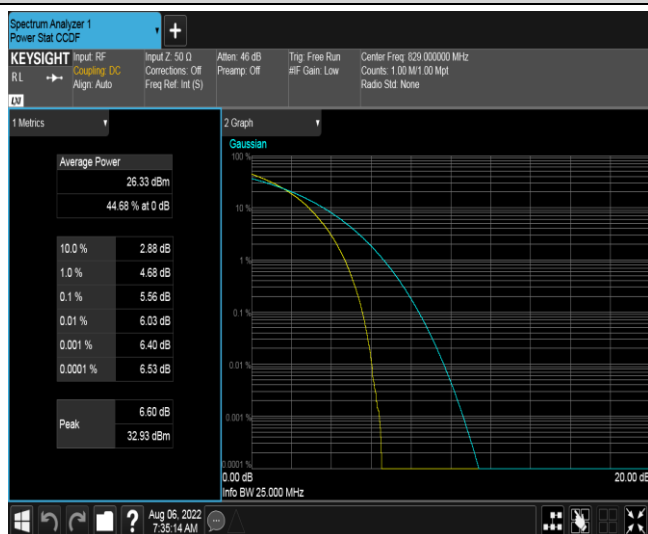 Spectrum Analyzer 1
Power Stat CCDF
KEYSIGHT
RL
LXI
Input: RF
Coupling: DC
Align: Auto
Input Z: 50 Ω
Corrections: Off
Freq Ref: Int (S)
Atten: 46 dB
Preamp: Off
Trig: Free Run
#IF Gain: Low
Center Freq: 829.000000 MHz
Counts: 1.00 M/1.00 Mpt
Radio Std: None
1 Metrics
Average Power
26.33 dBm
44.68 % at 0 dB
10.0 % 2.88 dB
1.0 % 4.68 dB
0.1 % 5.56 dB
0.01 % 6.03 dB
0.001 % 6.40 dB
0.0001 % 6.53 dB
Peak
6.60 dB
32.93 dBm
2 Graph
Gaussian
100 %
10 %
1 %
0.1 %
0.01 %
0.001 %
0.0001 %
0.00 dB 20.00 dB
Info BW 25.000 MHz
?
Aug 06, 2022
7:35:14 AM